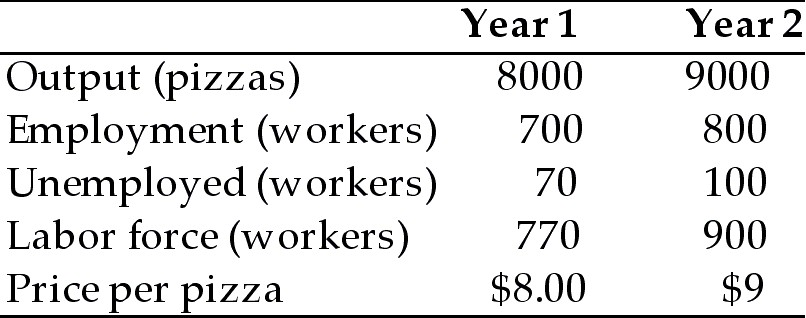 Year 1 Year 2
Output (pizzas) 8000 9000
Employment (workers) 700 800
Unemployed (workers) 70 100
Labor force (workers) 770 900
Price per pizza $8.00 $9